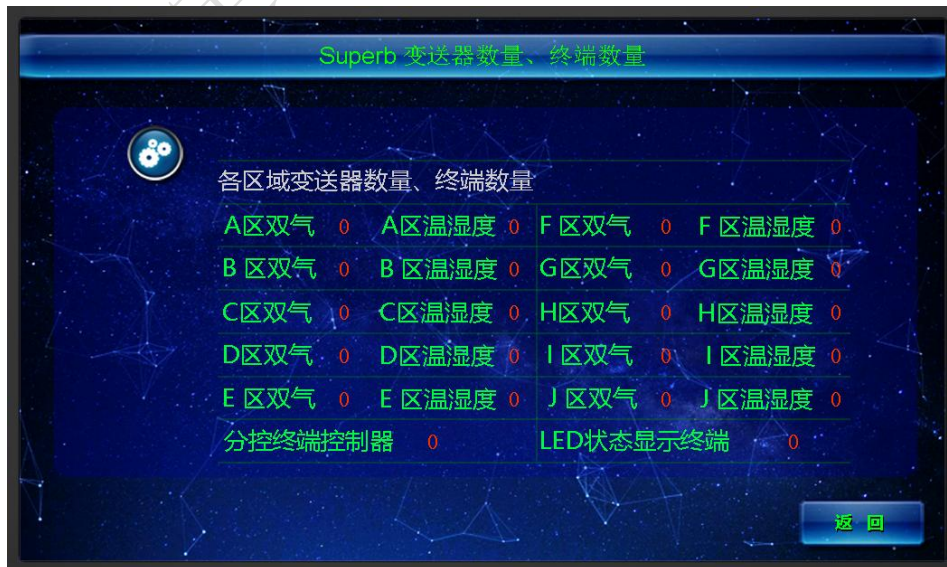 Superb 变送器数量、终端数量
各区域变送器数量、终端数量
A区双气 0 A区温湿度 0 F区双气 0 F区温湿度 0
B区双气 0 B区温湿度 0 G区双气 0 G区温湿度 0
C区双气 0 C区温湿度 0 H区双气 0 H区温湿度 0
D区双气 0 D区温湿度 0 I区双气 0 I区温湿度 0
E区双气 0 E区温湿度 0 J区双气 0 J区温湿度 0
分控终端控制器 0 LED状态显示终端 0
返 回